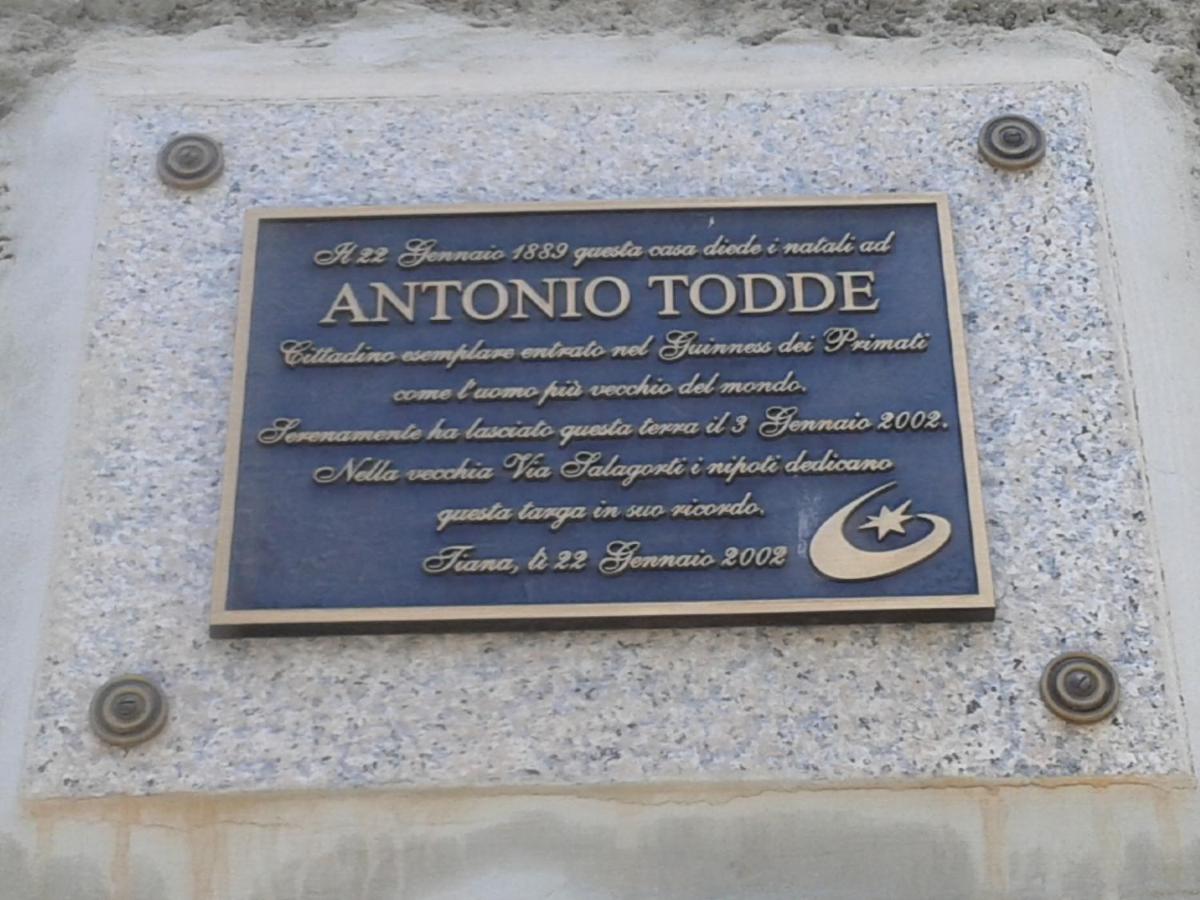 Il 22 Gennaio 1889 questa casa diede i natali ad
ANTONIO TODDE
Cittadino esemplare entrato nel Guinness dei Primati
come l'uomo più vecchio del mondo.
Serenamente ha lasciato questa terra il 3 Gennaio 2002.
Nella vecchia Via Salagorti i nipoti dedicano
questa targa in suo ricordo.
Tiana, lì 22 Gennaio 2002